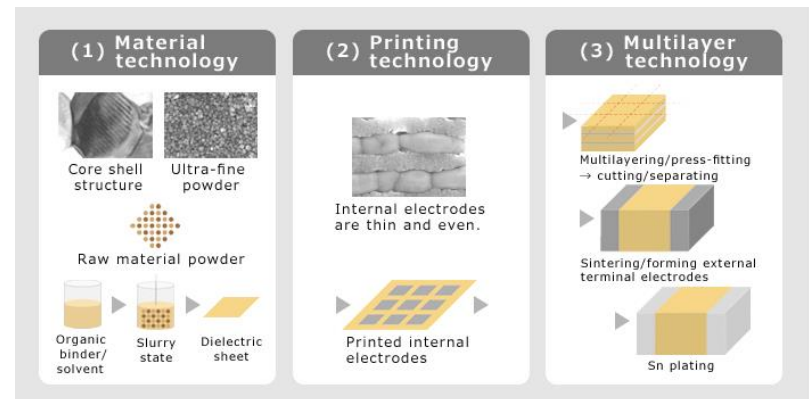 (1) Material
technology
Core shell
structure
Ultra-fine
powder
Raw material powder
Organic
binder/
solvent
Slurry
state
Dielectric
sheet
(2) Printing
technology
Internal electrodes
are thin and even.
Printed internal
electrodes
(3) Multilayer
technology
Multilayering/press-fitting
→ cutting/separating
Sintering/forming external
terminal electrodes
Sn plating